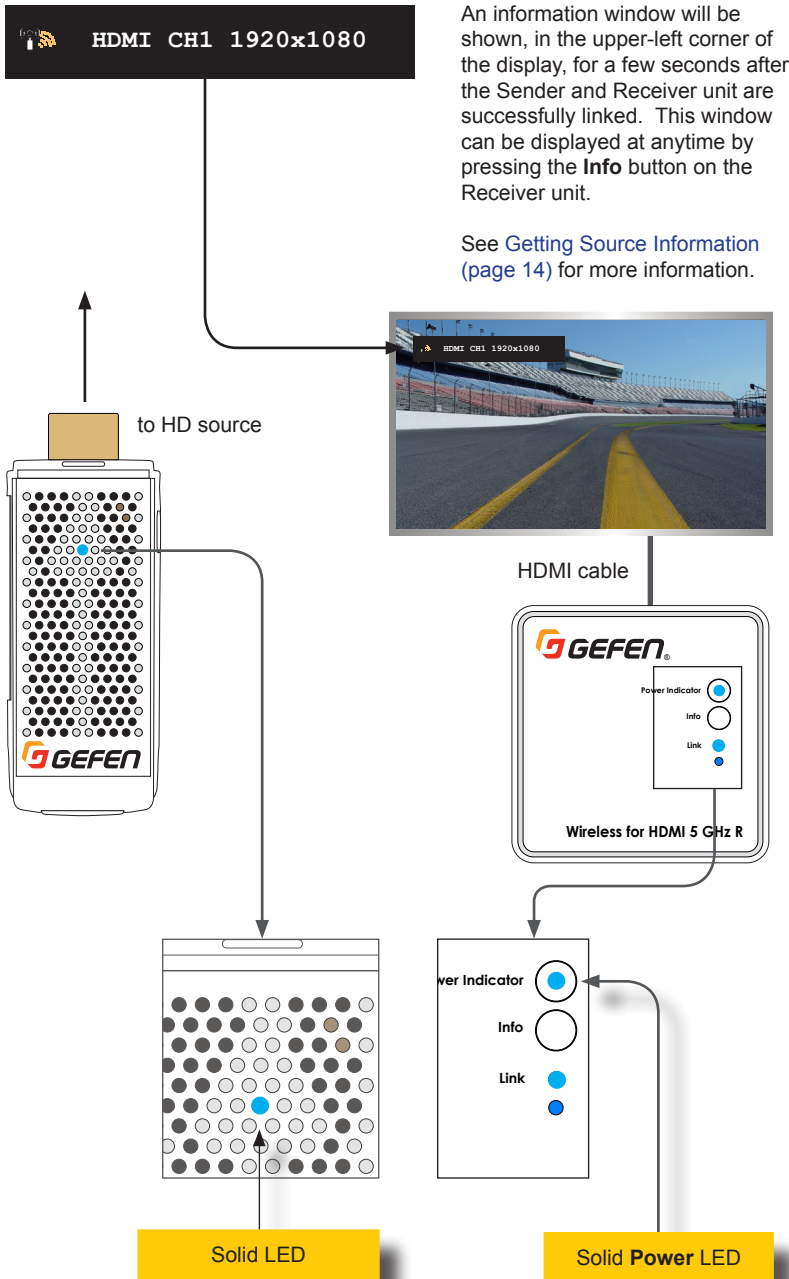 HDMI CH1 1920x1080
An information window will be
shown, in the upper-left corner of
the display, for a few seconds after
the Sender and Receiver unit are
successfully linked.  This window
can be displayed at anytime by
pressing the Info button on the
Receiver unit.
See Getting Source Information
(page 14) for more information.
HDMI CH1 1920x1080
to HD source
HDMI cable
GEFEN
GEFEN®
Power Indicator
Info
Link
Wireless for HDMI 5 GHz R
wer Indicator
Info
Link
Solid LED
Solid Power LED